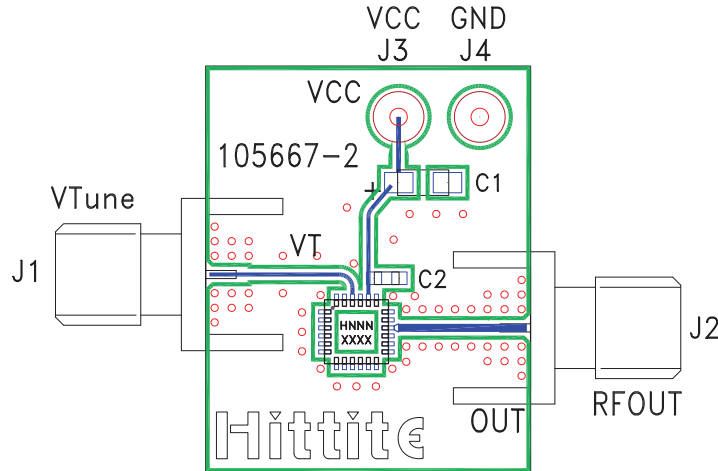 VCC GND
J3 J4
VCC
105667-2
C1
VTune
VT
J1
C2
HNNN
XXXX
J2
OUT
RFOUT
Hittite